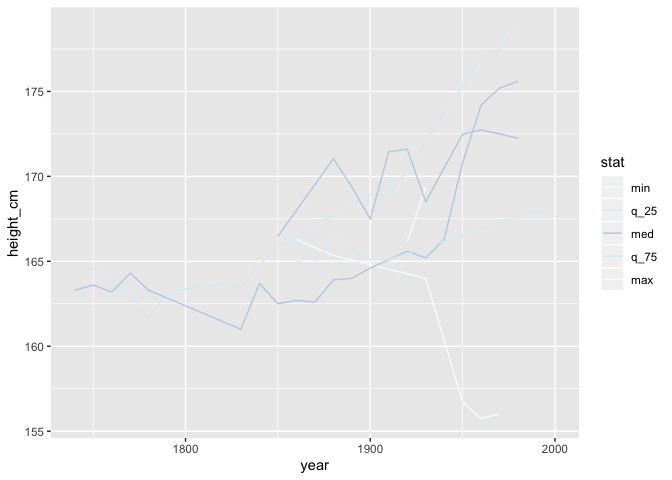 height_cm
175
170
165
160
155
1800
1900
2000
year
stat
min
q_25
med
q_75
max